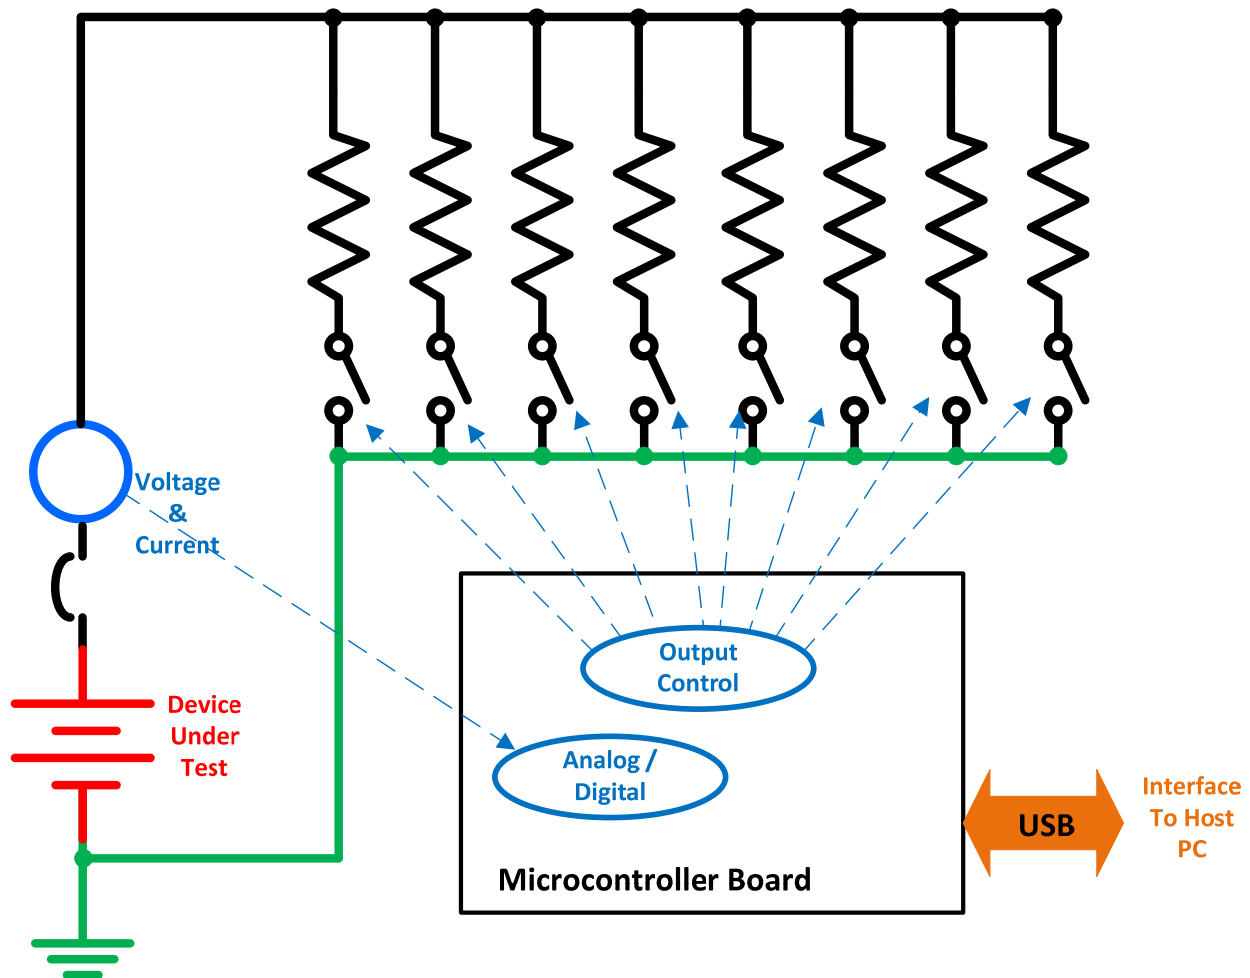 Voltage
&
Current
Device
Under
Test
Output
Control
Analog /
Digital
Microcontroller Board
USB
Interface
To Host
PC